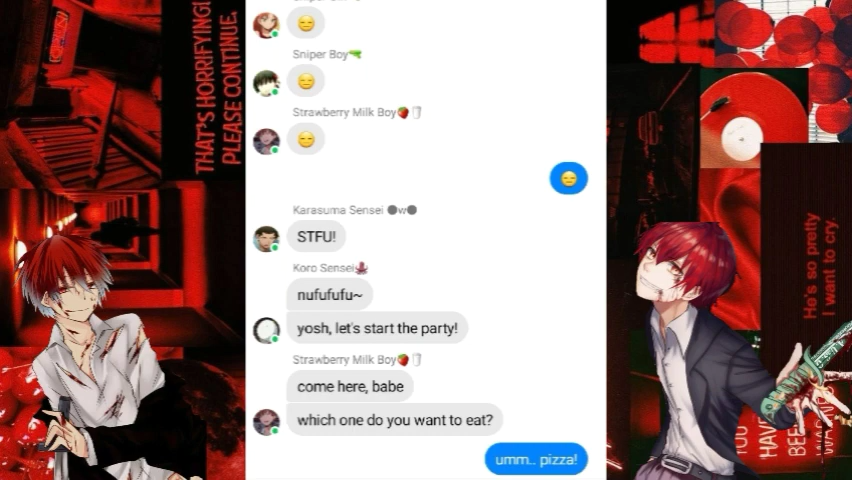 THAT'S HORRIFYING!
PLEASE CONTINUE.
😑
Sniper Boy🔫
😑
Strawberry Milk Boy🍓🥛
😑
😑
Karasuma Sensei ⚫w⚫
STFU!
Koro Sensei🐙
nufufufu~
yosh, let's start the party!
Strawberry Milk Boy🍓🥛
come here, babe
which one do you want to eat?
umm.. pizza!
He's so pretty
I want to cry.
YOU
HAVE